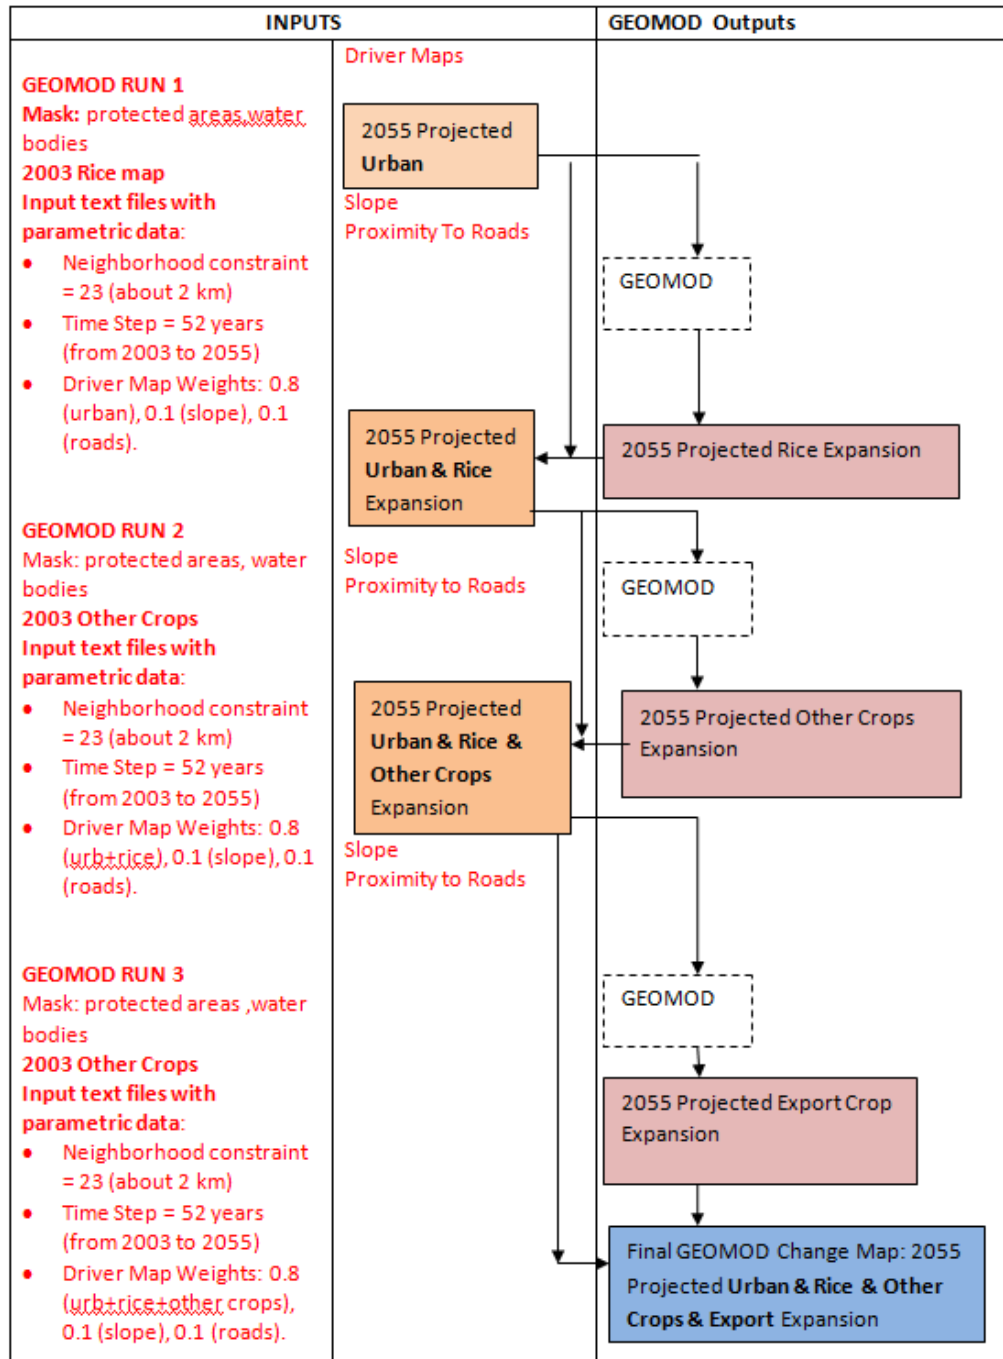 INPUTS
GEOMOD Outputs
GEOMOD RUN 1
Mask: protected areas,water
bodies
2003 Rice map
Input text files with
parametric data:
• Neighborhood constraint
= 23 (about 2 km)
• Time Step = 52 years
(from 2003 to 2055)
• Driver Map Weights: 0.8
(urban), 0.1 (slope), 0.1
(roads).
GEOMOD RUN 2
Mask: protected areas, water
bodies
2003 Other Crops
Input text files with
parametric data:
• Neighborhood constraint
= 23 (about 2 km)
• Time Step = 52 years
(from 2003 to 2055)
• Driver Map Weights: 0.8
(urb+rice), 0.1 (slope), 0.1
(roads).
GEOMOD RUN 3
Mask: protected areas ,water
bodies
2003 Other Crops
Input text files with
parametric data:
• Neighborhood constraint
= 23 (about 2 km)
• Time Step = 52 years
(from 2003 to 2055)
• Driver Map Weights: 0.8
(urb+rice+other crops),
0.1 (slope), 0.1 (roads).
Driver Maps
2055 Projected
Urban
Slope
Proximity To Roads
2055 Projected
Urban & Rice
Expansion
Slope
Proximity to Roads
2055 Projected
Urban & Rice &
Other Crops
Expansion
Slope
Proximity to Roads
GEOMOD
2055 Projected Rice Expansion
GEOMOD
2055 Projected Other Crops
Expansion
GEOMOD
2055 Projected Export Crop
Expansion
Final GEOMOD Change Map: 2055
Projected Urban & Rice & Other
Crops & Export Expansion